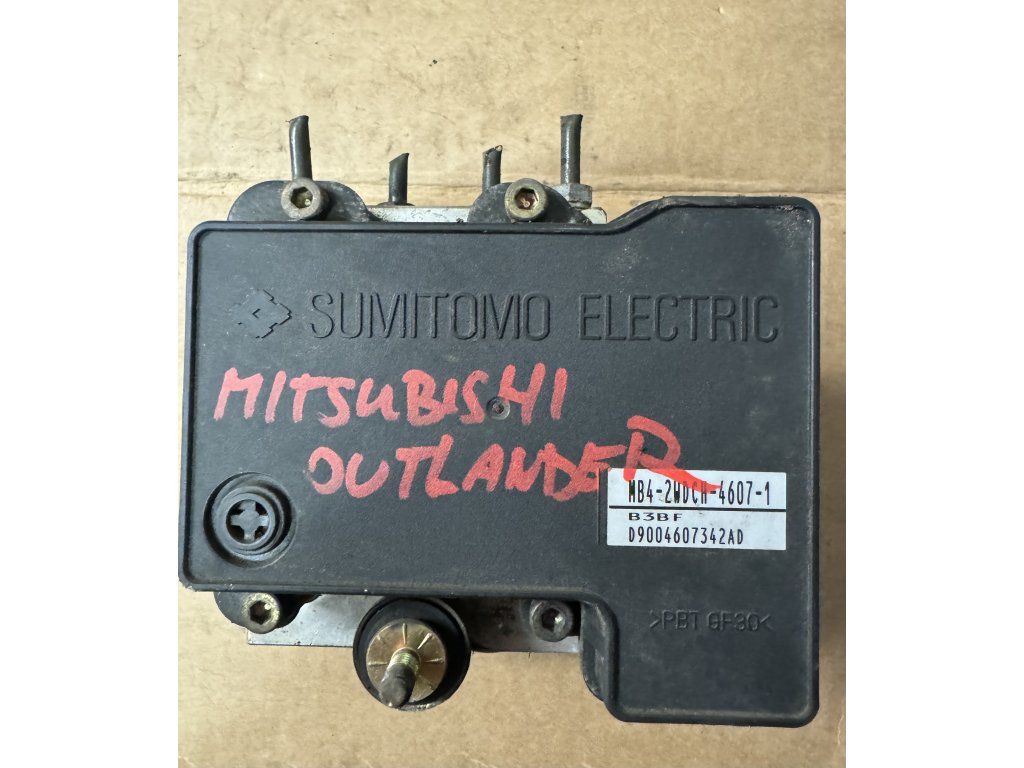 SUMITOMO ELECTRIC
MITSUBISHI
OUTLANDER
MB4-2WDCH-4607-1
B3BF
D9004607342AD
>PBT GF30<